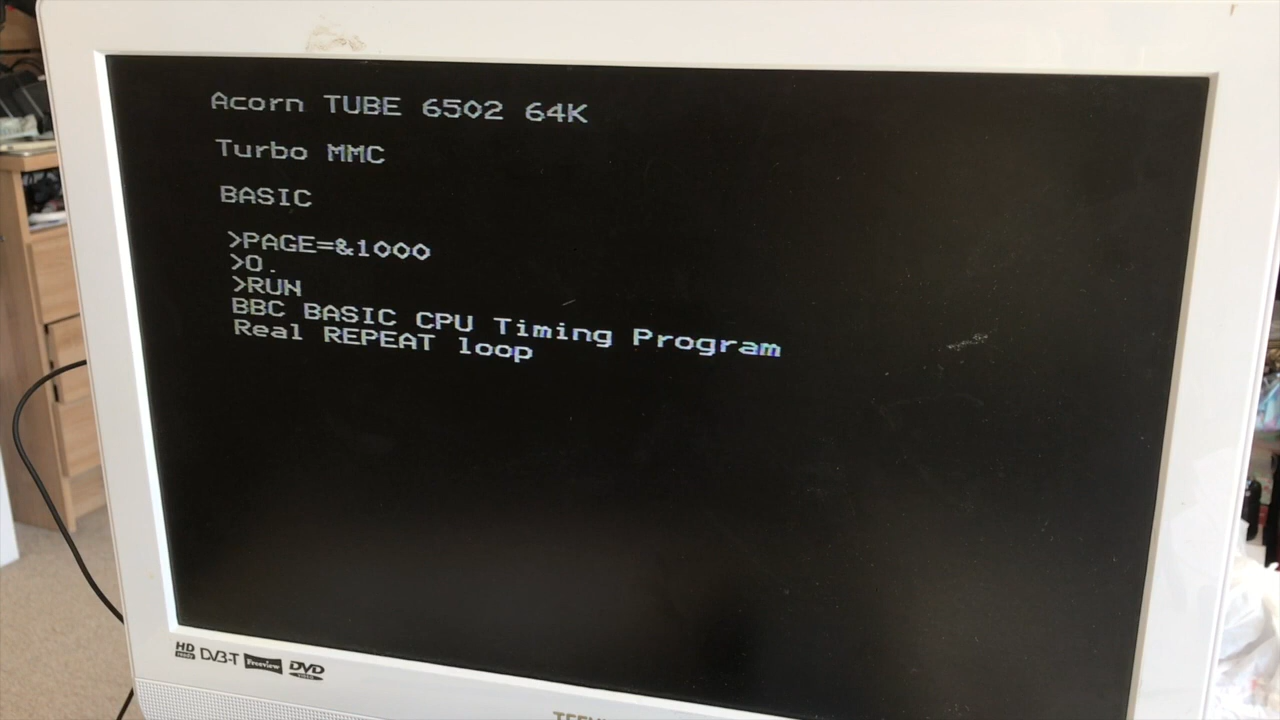 Acorn TUBE 6502 64K
Turbo MMC
BASIC
>PAGE=&1000
>O.
>RUN
BBC BASIC CPU Timing Program
Real REPEAT loop
HD ready DVB-T Freeview DVD